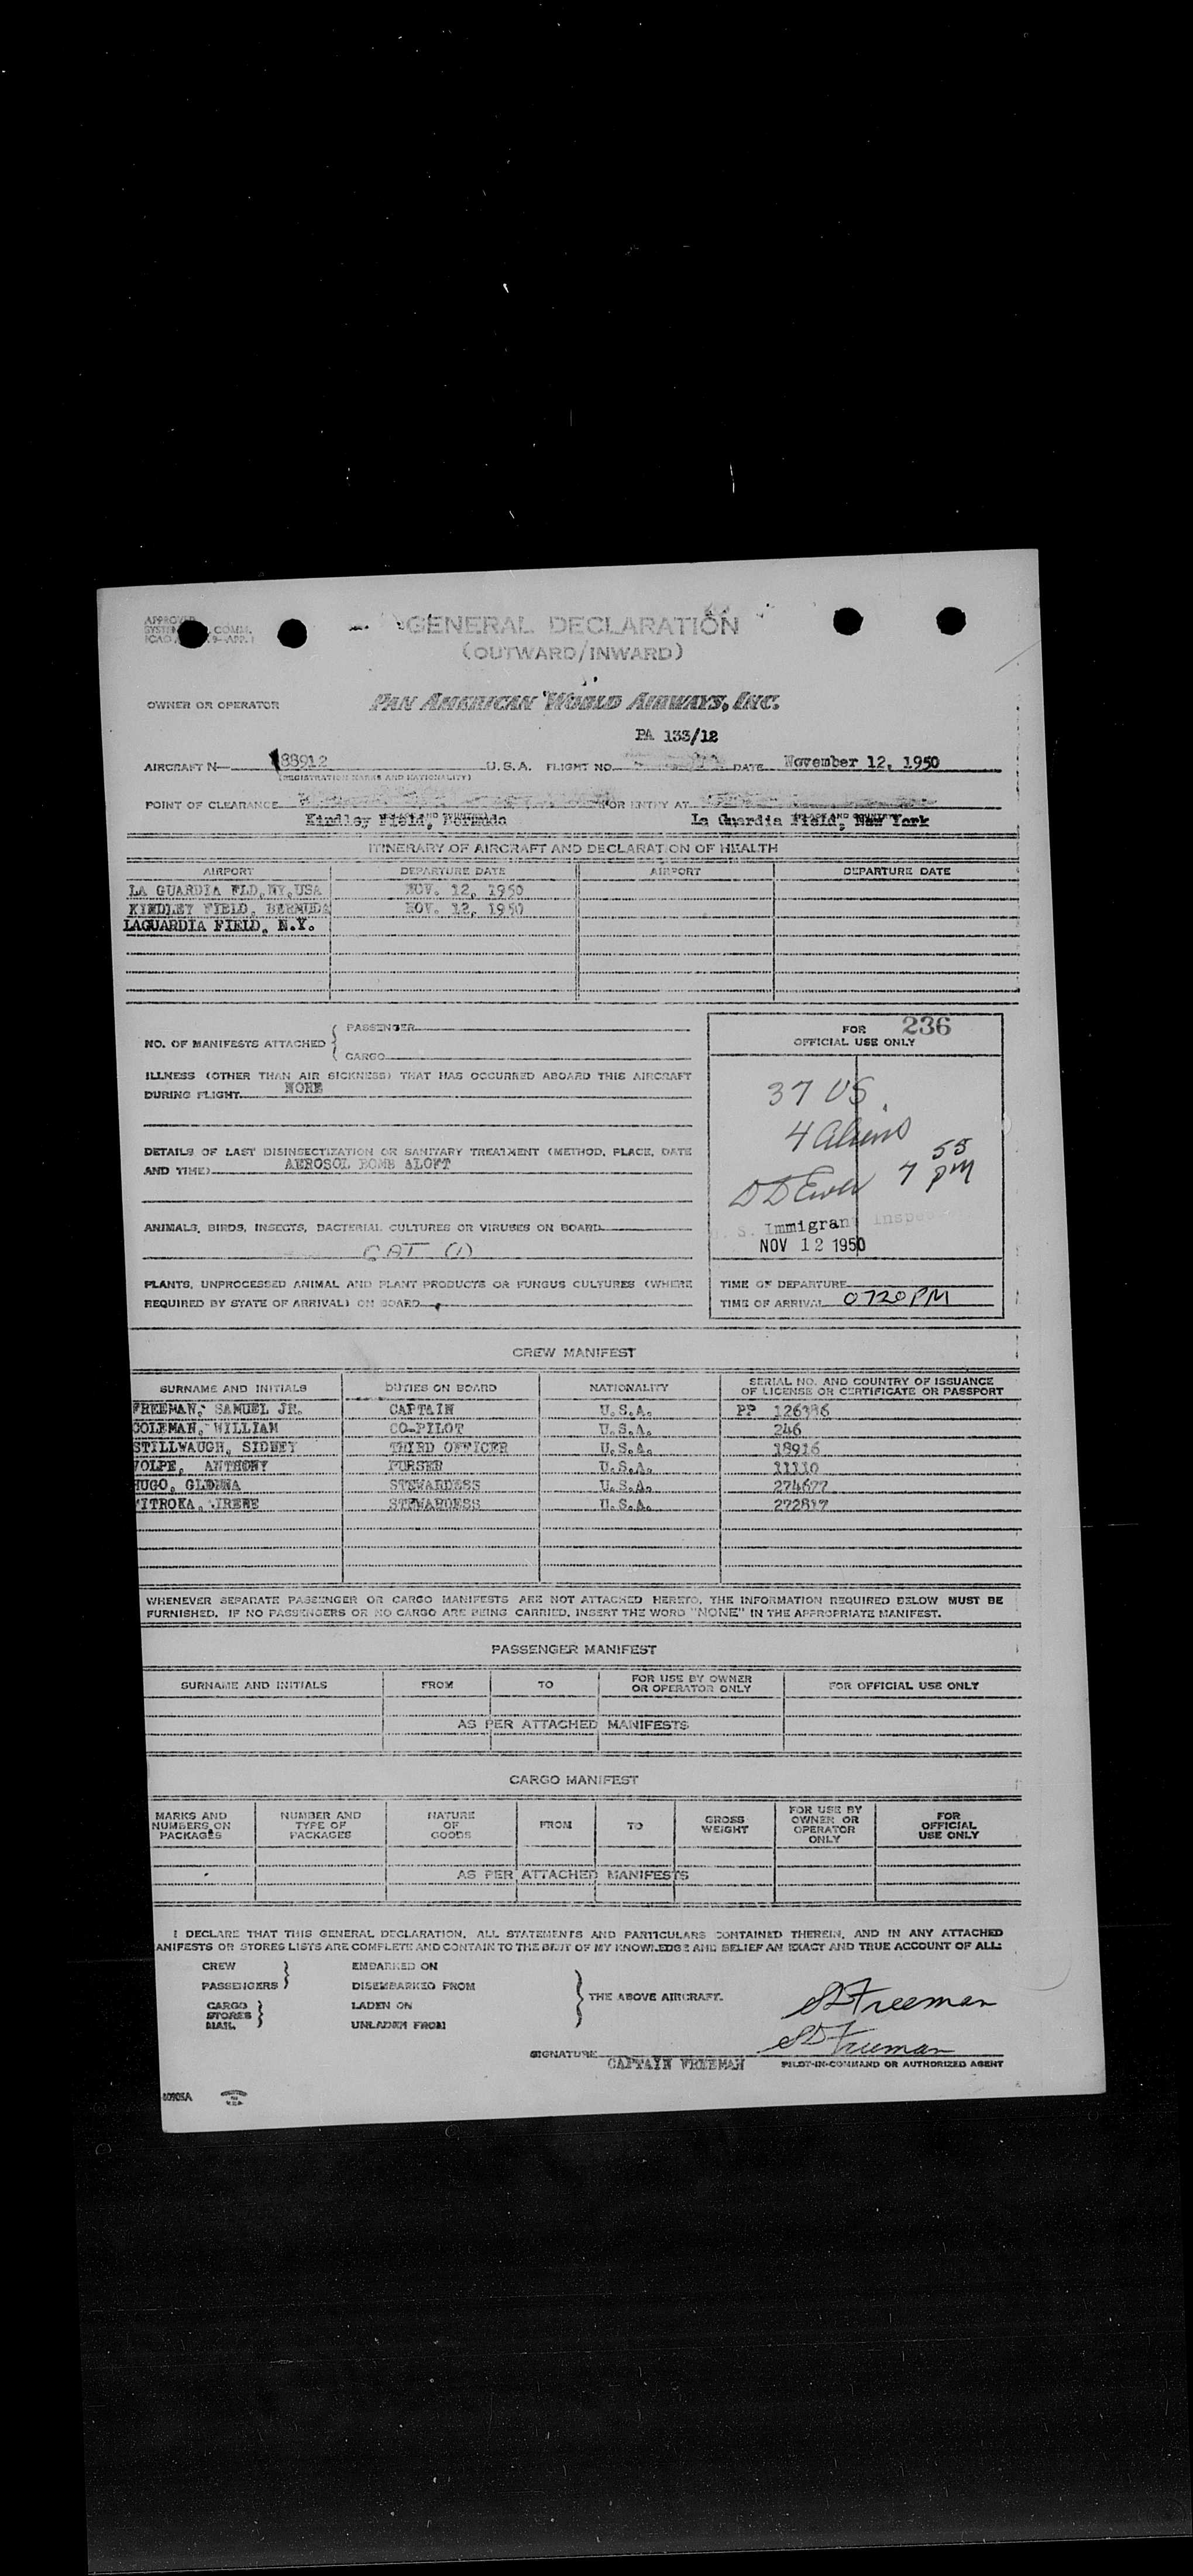 GENERAL DECLARATION
(OUTWARD/INWARD)
OWNER OR OPERATOR PAN AMERICAN WORLD AIRWAYS, INC.
PA 133/12
AIRCRAFT N— 88912 U.S.A. FLIGHT NO. DATE November 12, 1950
(REGISTRATION MARKS AND NATIONALITY)
POINT OF CLEARANCE FOR ENTRY AT
Kindley Field, Bermuda La Guardia Field, New York
ITINERARY OF AIRCRAFT AND DECLARATION OF HEALTH
AIRPORT DEPARTURE DATE AIRPORT DEPARTURE DATE
LA GUARDIA FLD,NY,USA NOV. 12, 1950
KINDLEY FIELD, BERMUDA NOV. 12, 1950
LAGUARDIA FIELD, N.Y.
NO. OF MANIFESTS ATTACHED { PASSENGER
CARGO
ILLNESS (OTHER THAN AIR SICKNESS) THAT HAS OCCURRED ABOARD THIS AIRCRAFT
DURING FLIGHT NONE
DETAILS OF LAST DISINSECTIZATION OR SANITARY TREATMENT (METHOD, PLACE, DATE
AND TIME) AEROSOL BOMB ALOFT
ANIMALS, BIRDS, INSECTS, BACTERIAL CULTURES OR VIRUSES ON BOARD
CAT (1)
PLANTS, UNPROCESSED ANIMAL AND PLANT PRODUCTS OR FUNGUS CULTURES (WHERE
REQUIRED BY STATE OF ARRIVAL) ON BOARD
FOR 236
OFFICIAL USE ONLY
37 US
4 aliens
7 55 PM
U. S. Immigrant Inspector
NOV 12 1950
TIME OF DEPARTURE
TIME OF ARRIVAL 0720PM
CREW MANIFEST
SURNAME AND INITIALS DUTIES ON BOARD NATIONALITY SERIAL NO. AND COUNTRY OF ISSUANCE
OF LICENSE OR CERTIFICATE OR PASSPORT
FREEMAN, SAMUEL JR. CAPTAIN U.S.A. PP 126386
COLEMAN, WILLIAM CO-PILOT U.S.A. 246
STILLWAUGH, SIDNEY THIRD OFFICER U.S.A. 18916
VOLPE, ANTHONY PURSER U.S.A. 11110
HUGO, GLENNA STEWARDESS U.S.A. 274677
ITROKA, IRENE STEWARDESS U.S.A. 272817
WHENEVER SEPARATE PASSENGER OR CARGO MANIFESTS ARE NOT ATTACHED HERETO, THE INFORMATION REQUIRED BELOW MUST BE
FURNISHED. IF NO PASSENGERS OR NO CARGO ARE BEING CARRIED, INSERT THE WORD "NONE" IN THE APPROPRIATE MANIFEST.
PASSENGER MANIFEST
SURNAME AND INITIALS FROM TO FOR USE BY OWNER
OR OPERATOR ONLY FOR OFFICIAL USE ONLY
AS PER ATTACHED MANIFESTS
CARGO MANIFEST
MARKS AND
NUMBERS ON
PACKAGES NUMBER AND
TYPE OF
PACKAGES NATURE
OF
GOODS FROM TO GROSS
WEIGHT FOR USE BY
OWNER OR
OPERATOR
ONLY FOR
OFFICIAL
USE ONLY
AS PER ATTACHED MANIFESTS
I DECLARE THAT THIS GENERAL DECLARATION, ALL STATEMENTS AND PARTICULARS CONTAINED THEREIN, AND IN ANY ATTACHED
ANIFESTS OR STORES LISTS ARE COMPLETE AND CONTAIN TO THE BEST OF MY KNOWLEDGE AND BELIEF AN EXACT AND TRUE ACCOUNT OF ALL:
CREW EMBARKED ON
PASSENGERS } DISEMBARKED FROM } THE ABOVE AIRCRAFT.
CARGO LADEN ON
STORES }
MAIL UNLADEN FROM
SD Freeman
SD Freeman
SIGNATURE CAPTAIN FREEMAN PILOT-IN-COMMAND OR AUTHORIZED AGENT